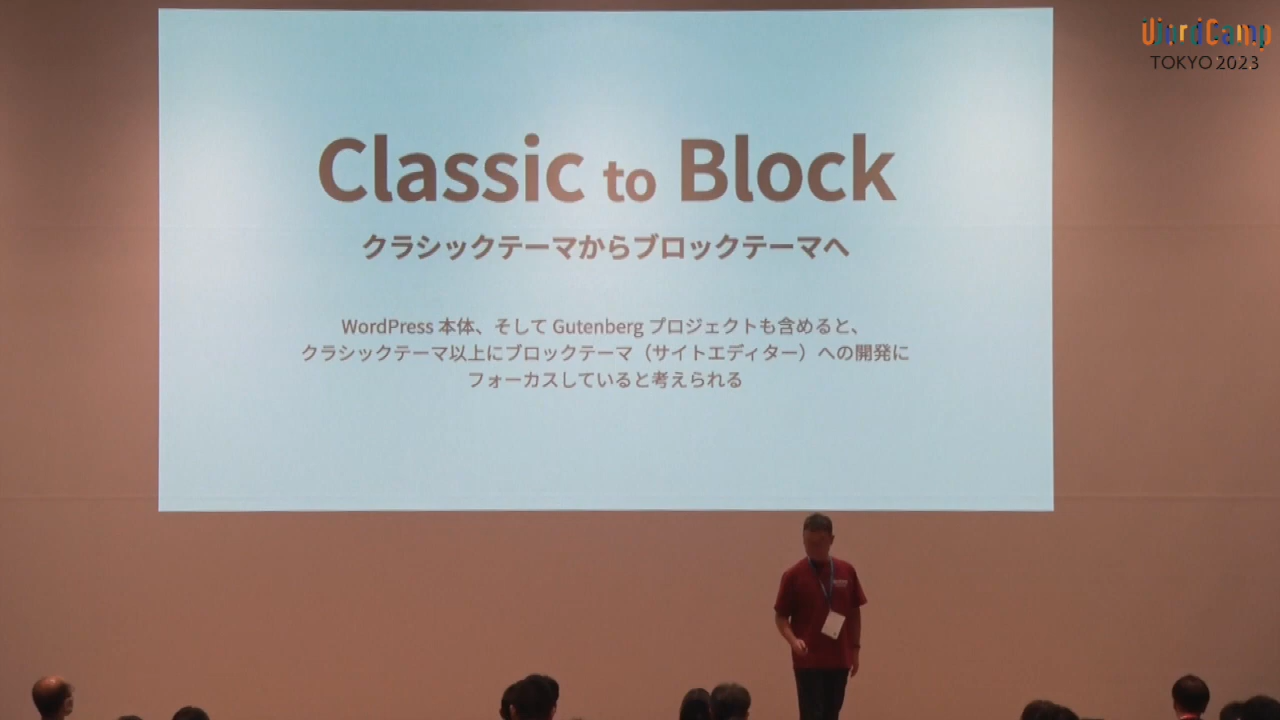 WordCamp
TOKYO 2023
Classic to Block
クラシックテーマからブロックテーマへ
WordPress 本体、そして Gutenberg プロジェクトも含めると、
クラシックテーマ以上にブロックテーマ（サイトエディター）への開発に
フォーカスしていると考えられる